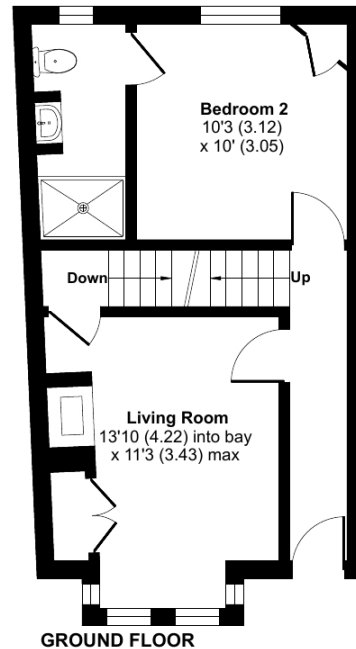 Bedroom 2
10'3 (3.12)
x 10' (3.05)
Down
Up
Living Room
13'10 (4.22) into bay
x 11'3 (3.43) max
GROUND FLOOR